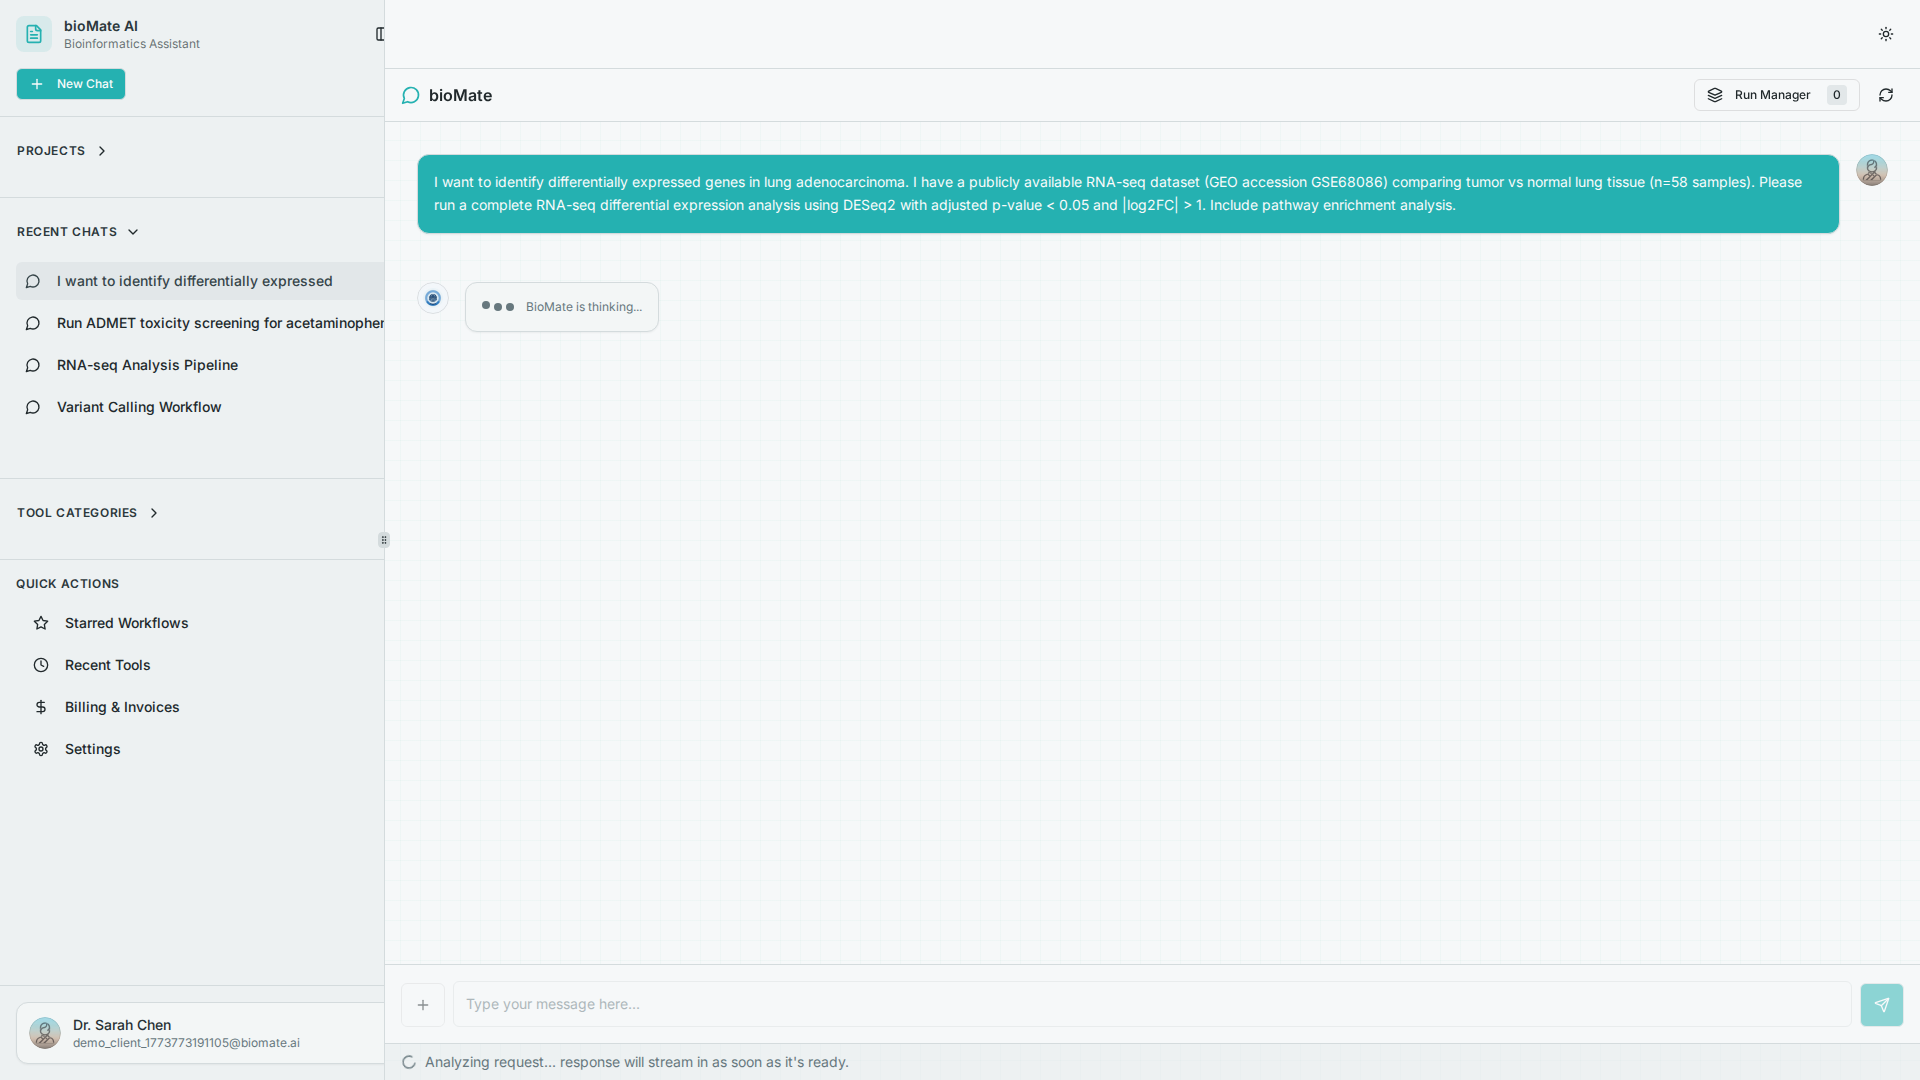 bioMate AI
Bioinformatics Assistant
New Chat
PROJECTS
RECENT CHATS
I want to identify differentially expressed
Run ADMET toxicity screening for acetaminophen
RNA-seq Analysis Pipeline
Variant Calling Workflow
TOOL CATEGORIES
QUICK ACTIONS
Starred Workflows
Recent Tools
Billing & Invoices
Settings
Dr. Sarah Chen
demo_client_1773773191105@biomate.ai
bioMate
Run Manager 0
I want to identify differentially expressed genes in lung adenocarcinoma. I have a publicly available RNA-seq dataset (GEO accession GSE68086) comparing tumor vs normal lung tissue (n=58 samples). Please
run a complete RNA-seq differential expression analysis using DESeq2 with adjusted p-value < 0.05 and |log2FC| > 1. Include pathway enrichment analysis.
BioMate is thinking...
Type your message here...
Analyzing request... response will stream in as soon as it's ready.